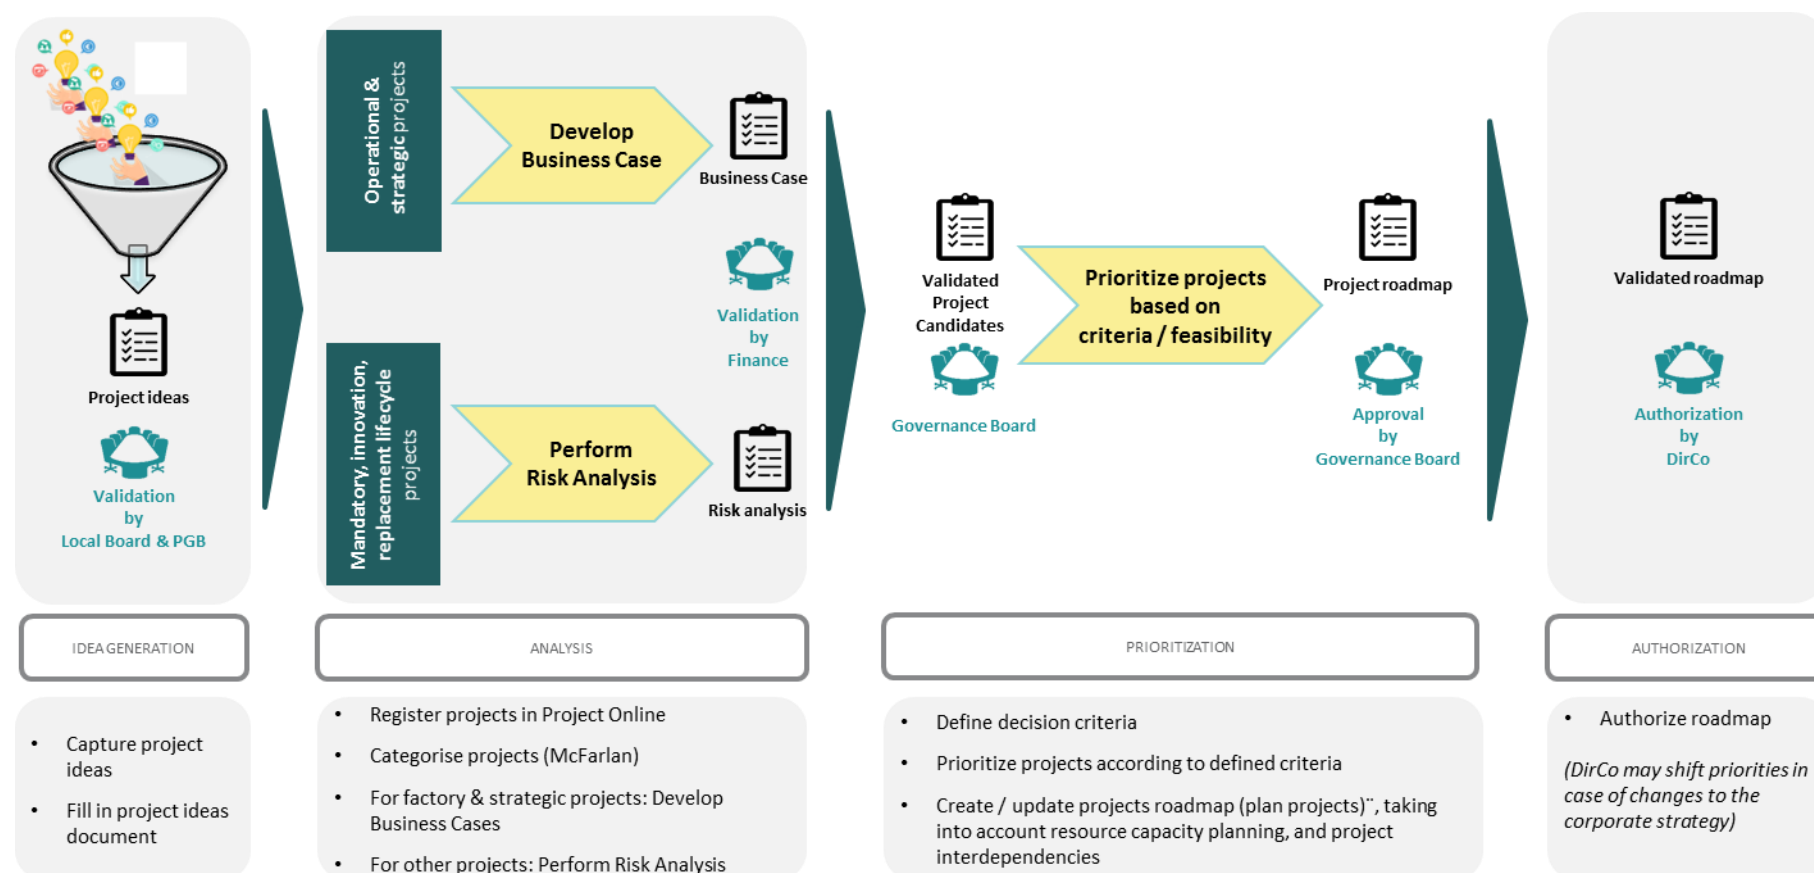 Project ideas
Validation
by
Local Board & PGB
Operational &
strategic projects
Develop
Business Case
Business Case
Validation
by
Finance
Mandatory, innovation,
replacement lifecycle
projects
Perform
Risk Analysis
Risk analysis
Validated
Project
Candidates
Governance Board
Prioritize projects
based on
criteria / feasibility
Project roadmap
Approval
by
Governance Board
Validated roadmap
Authorization
by
DirCo
IDEA GENERATION
ANALYSIS
PRIORITIZATION
AUTHORIZATION
• Capture project
ideas
• Fill in project ideas
document
• Register projects in Project Online
• Categorise projects (McFarlan)
• For factory & strategic projects: Develop
Business Cases
• For other projects: Perform Risk Analysis
• Define decision criteria
• Prioritize projects according to defined criteria
• Create / update projects roadmap (plan projects)¨, taking
into account resource capacity planning, and project
interdependencies
• Authorize roadmap
(DirCo may shift priorities in
case of changes to the
corporate strategy)